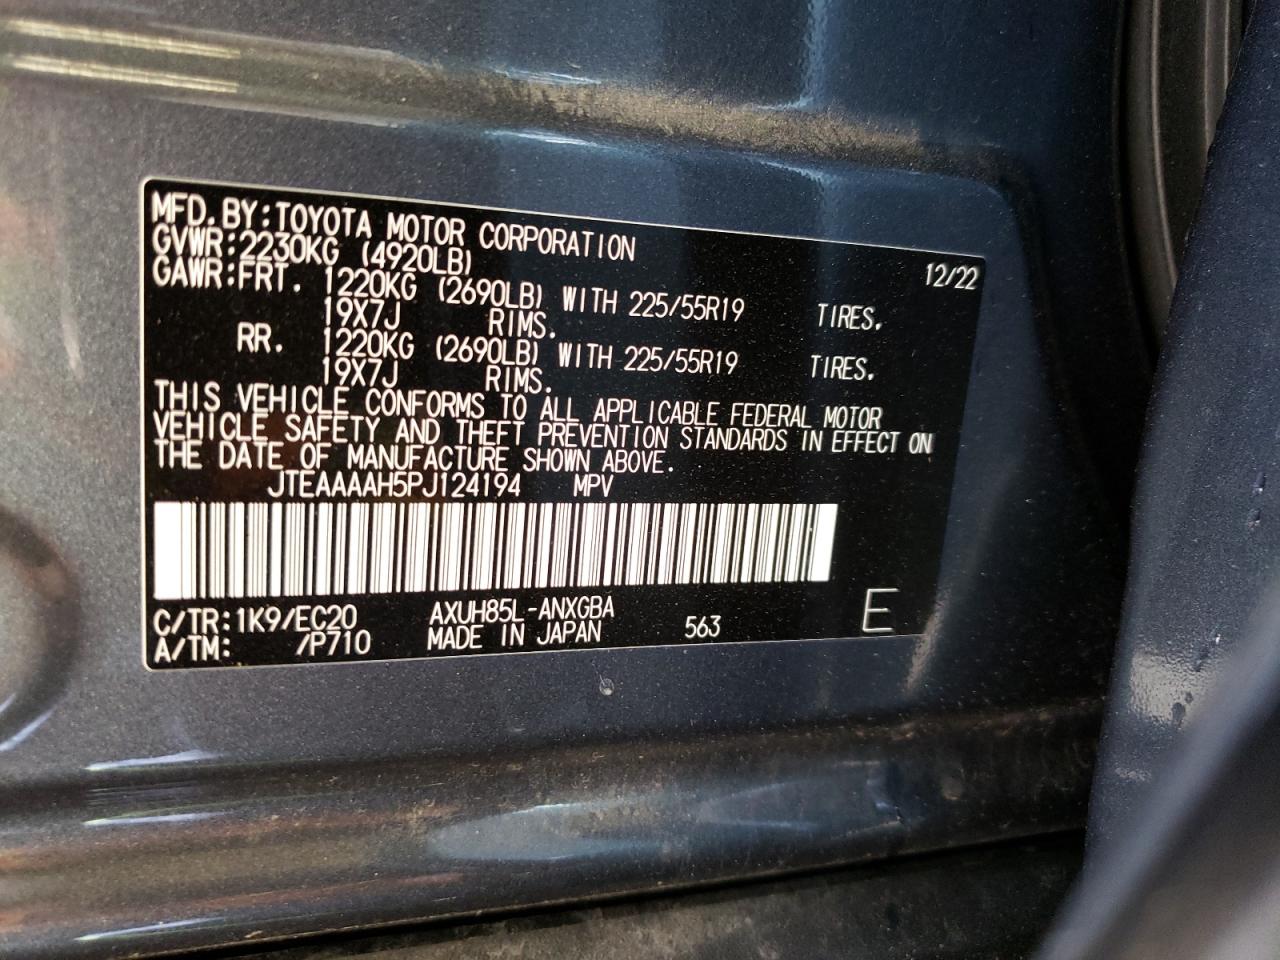 MFD.BY:TOYOTA MOTOR CORPORATION 12/22
GVWR:2230KG (4920LB)
GAWR:FRT. 1220KG (2690LB) WITH 225/55R19 TIRES.
19X7J RIMS.
RR. 1220KG (2690LB) WITH 225/55R19 TIRES.
19X7J RIMS.
THIS VEHICLE CONFORMS TO ALL APPLICABLE FEDERAL MOTOR
VEHICLE SAFETY AND THEFT PREVENTION STANDARDS IN EFFECT ON
THE DATE OF MANUFACTURE SHOWN ABOVE.
JTEAAAAH5PJ124194 MPV
C/TR:1K9/EC20 AXUH85L-ANXGBA
A/TM: /P710 MADE IN JAPAN 563 E